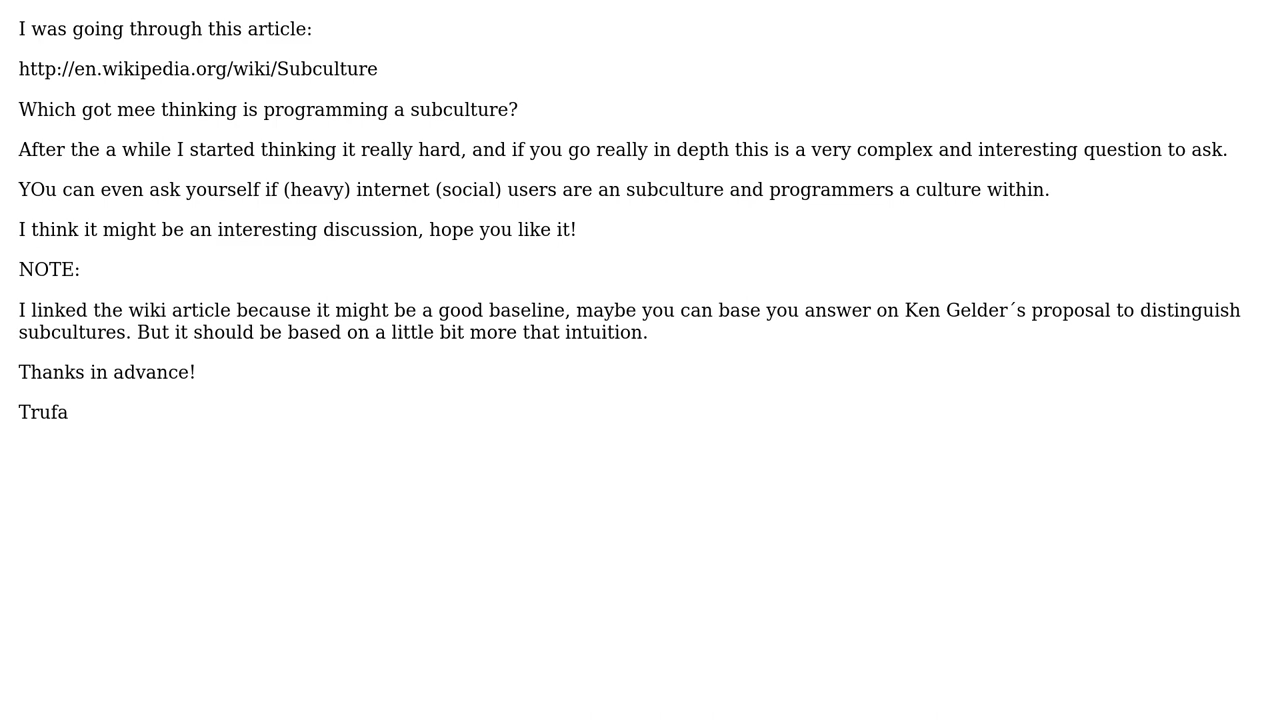 I was going through this article:
http://en.wikipedia.org/wiki/Subculture
Which got mee thinking is programming a subculture?
After the a while I started thinking it really hard, and if you go really in depth this is a very complex and interesting question to ask.
YOu can even ask yourself if (heavy) internet (social) users are an subculture and programmers a culture within.
I think it might be an interesting discussion, hope you like it!
NOTE:
I linked the wiki article because it might be a good baseline, maybe you can base you answer on Ken Gelder´s proposal to distinguish
subcultures. But it should be based on a little bit more that intuition.
Thanks in advance!
Trufa